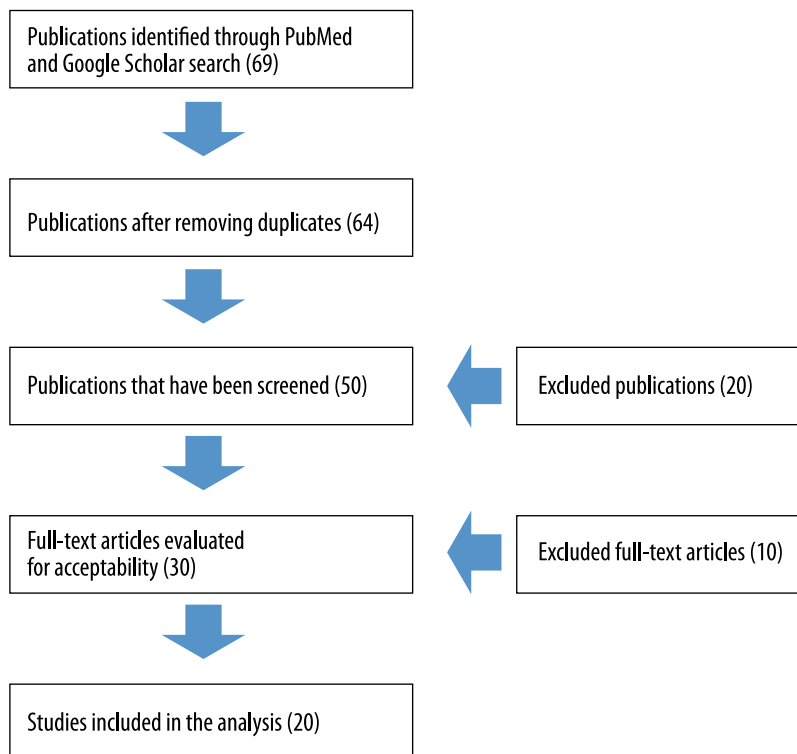 Publications identified through PubMed
and Google Scholar search (69)
Publications after removing duplicates (64)
Publications that have been screened (50)
Excluded publications (20)
Full-text articles evaluated
for acceptability (30)
Excluded full-text articles (10)
Studies included in the analysis (20)